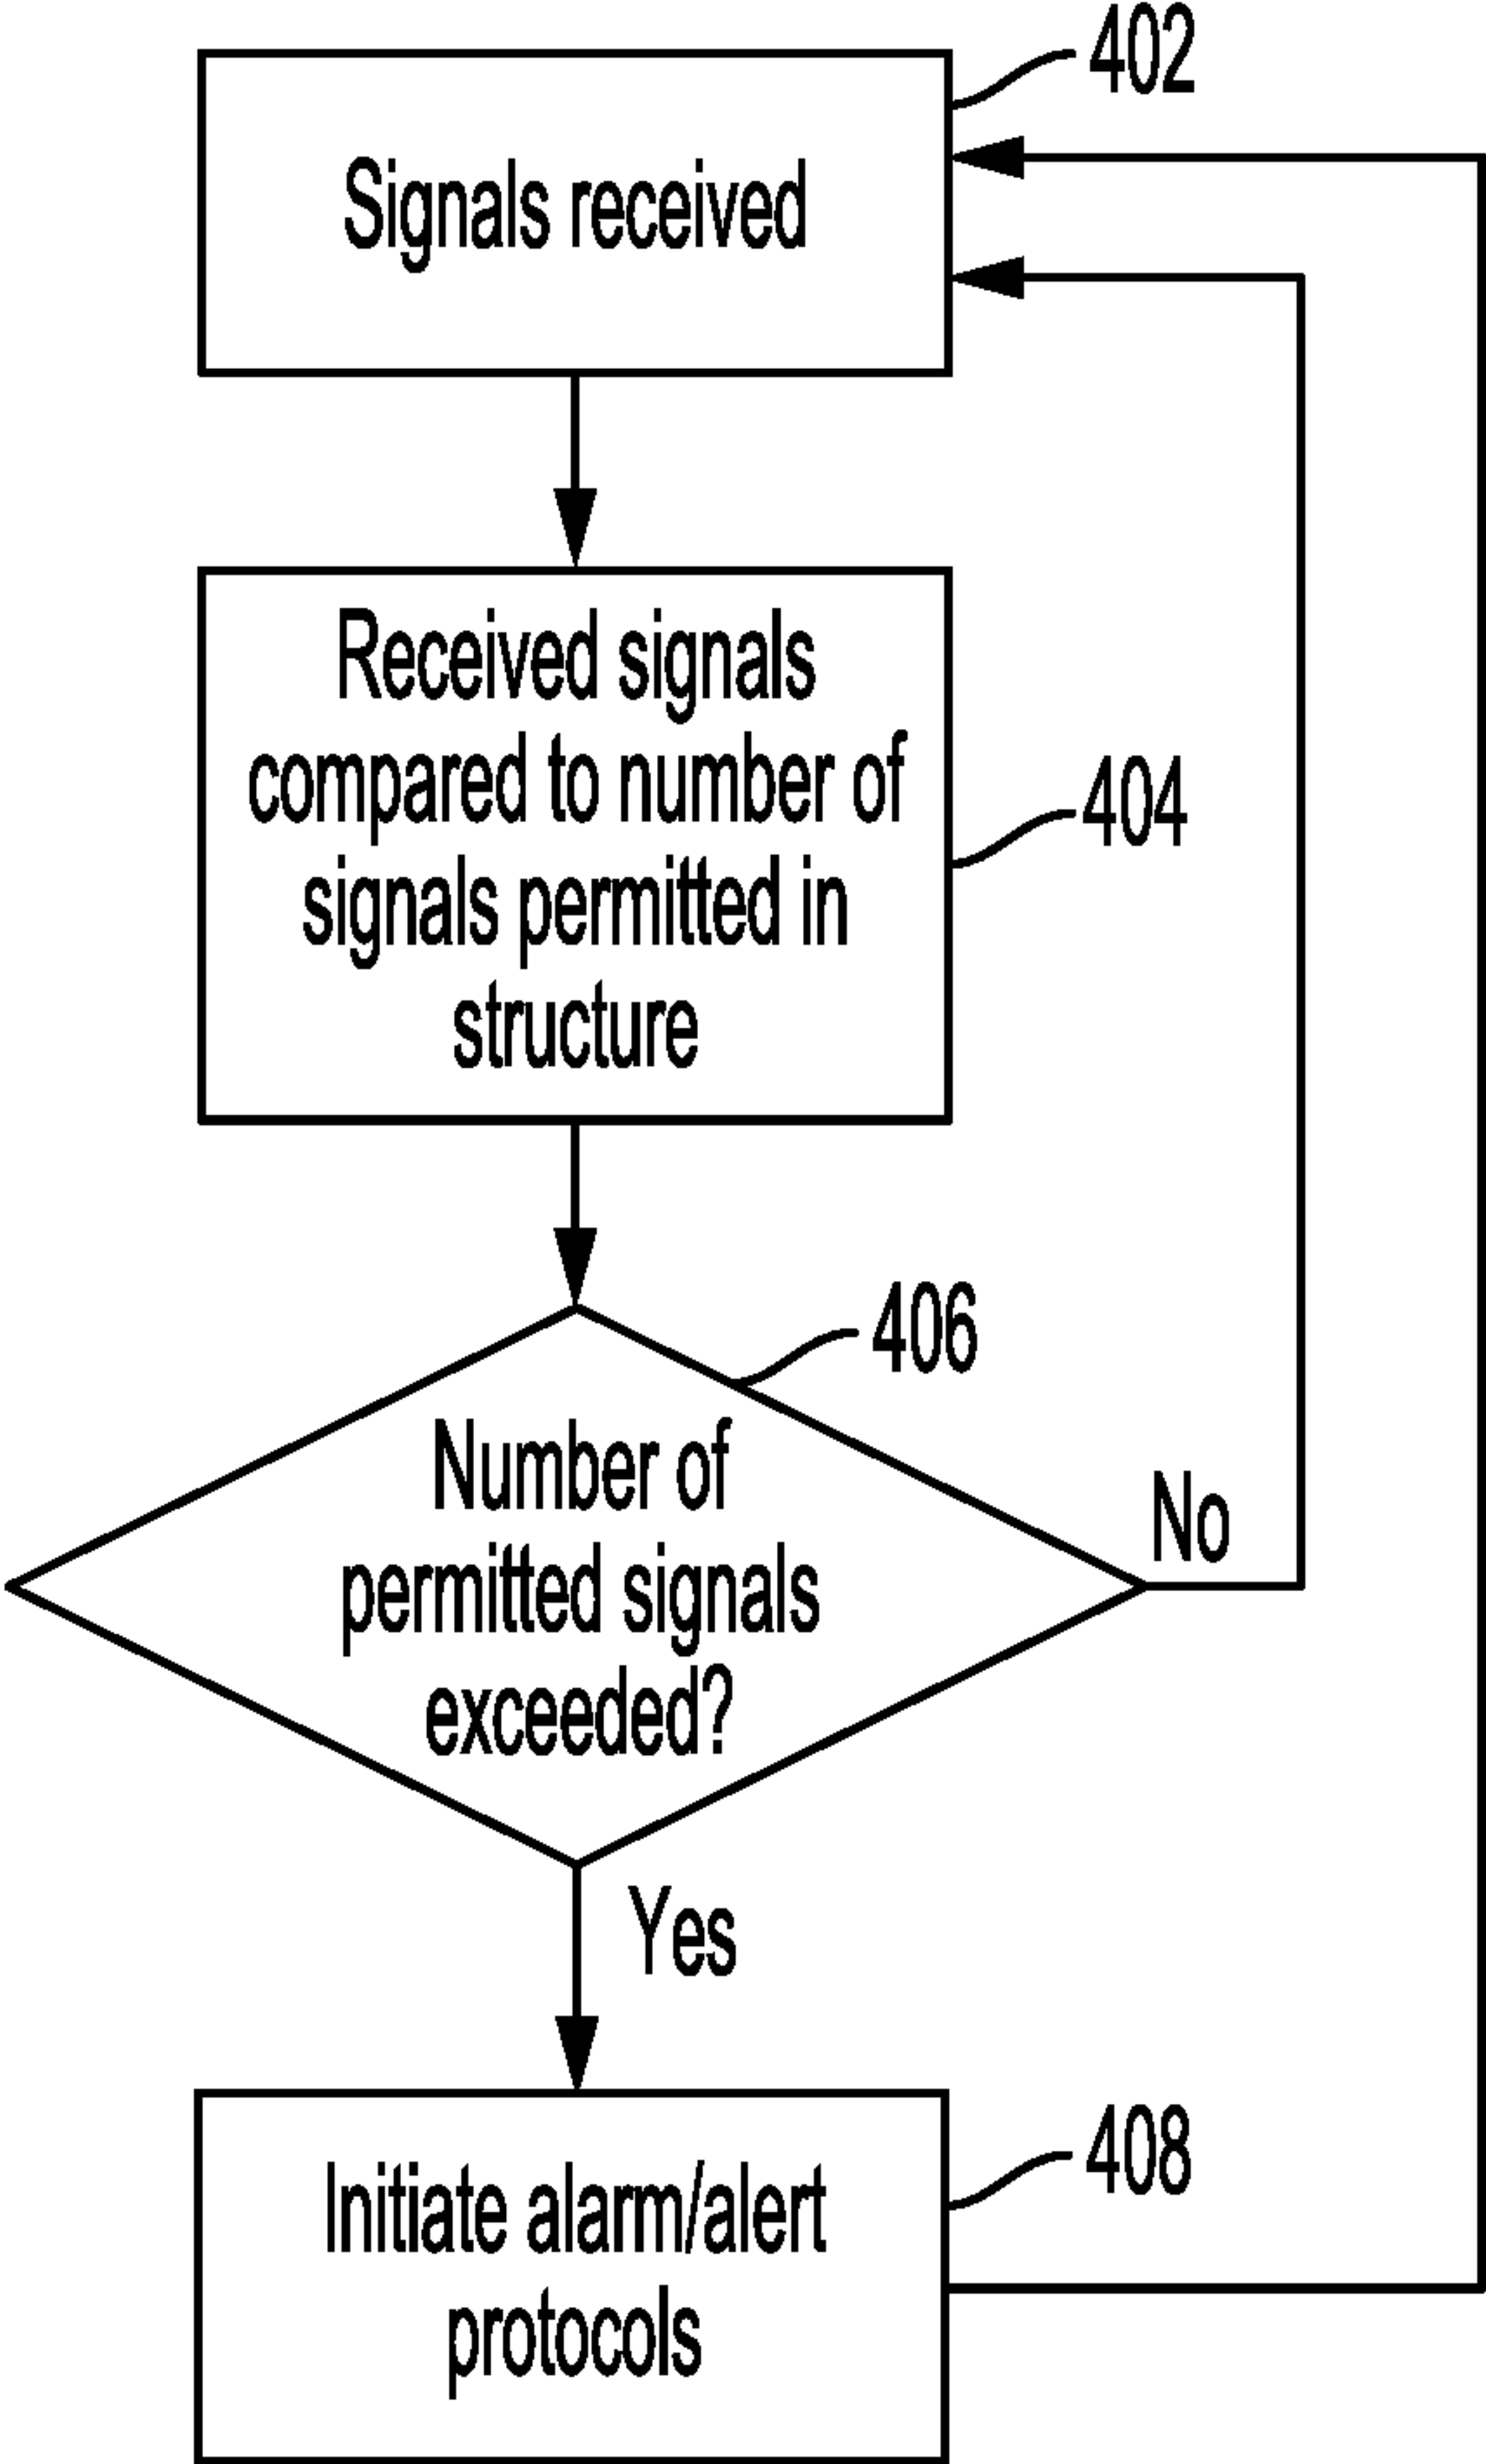 402
Signals received
Received signals
compared to number of
signals permitted in
structure
404
406
Number of
permitted signals
exceeded?
No
Yes
408
Initiate alarm/alert
protocols